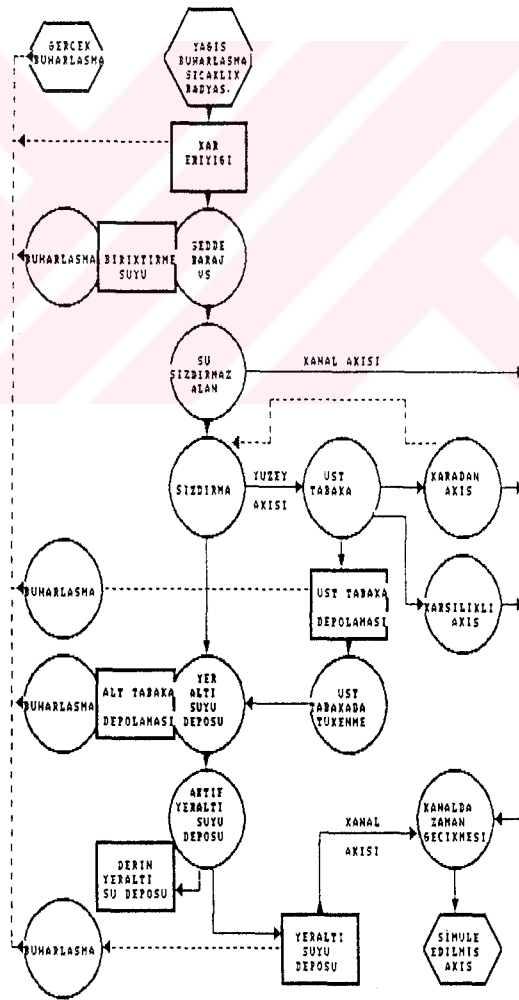 GERCEK
BUHARLASMA
YAGIS
BUHARLASMA
SICAKLIK
RADYAS.
KAR
ERIYIGI
BUHARLASMA
BIRIKTIRME
SUYU
SEDDE
BARAJ
VS
SU
SIZDIRMAZ
ALAN
KANAL AKISI
SIZDIRMA
YUZEY
AKISI
UST
TABAKA
KARADAN
AKIS
BUHARLASMA
UST TABAKA
DEPOLAMASI
KARSILIKLI
AKIS
BUHARLASMA
ALT TABAKA
DEPOLAMASI
YER
ALTI
SUYU
DEPOSU
UST
TABAKADA
TUKENME
AKTIF
YERALTI
SUYU
DEPOSU
KANAL
AKISI
KANALDA
ZAMAN
GECIKMESI
DERIN
YERALTI
SU DEPOSU
BUHARLASMA
YERALTI
SUYU
DEPOSU
SİMULE
EDILMIS
AKIS